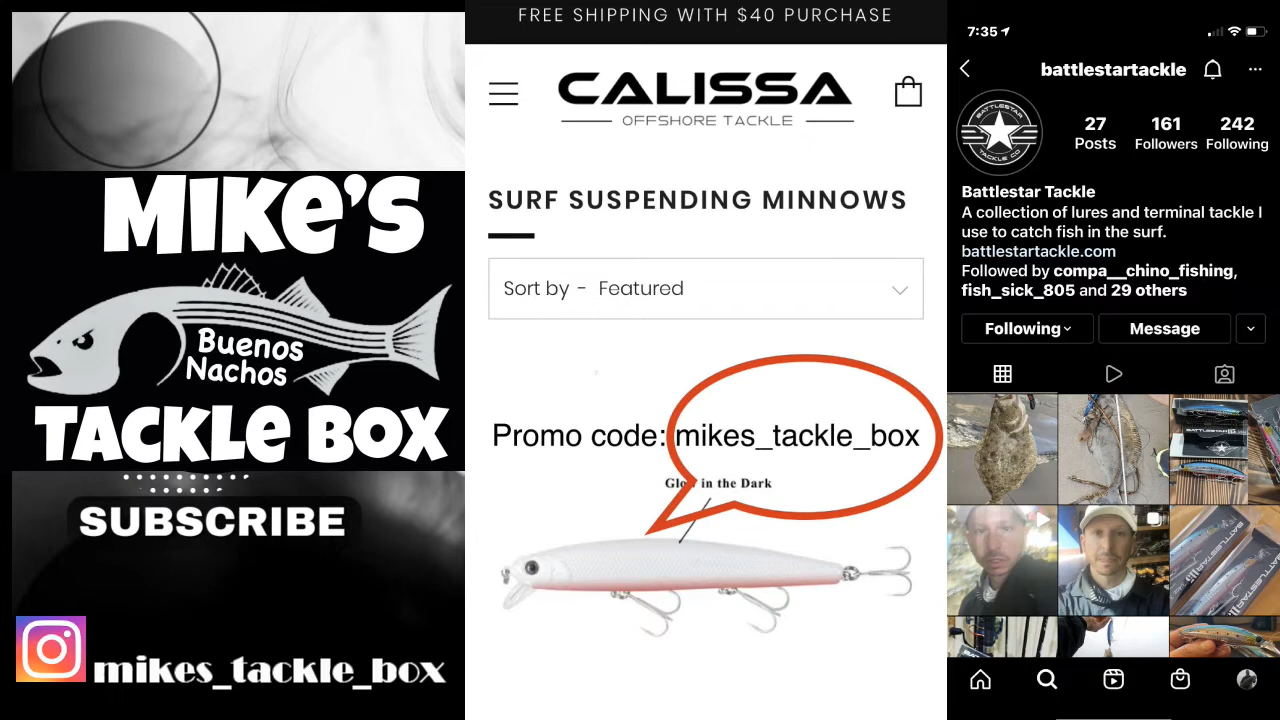 MIKE'S
Buenos
Nachos
TACKLE BOX
SUBSCRIBE
mikes_tackle_box
FREE SHIPPING WITH $40 PURCHASE
CALISSA
OFFSHORE TACKLE
SURF SUSPENDING MINNOWS
Sort by - Featured
Promo code: mikes_tackle_box
Glow in the Dark
7:35
battlestartackle
BATTLESTAR
TACKLE CO
27
Posts
161
Followers
242
Following
Battlestar Tackle
A collection of lures and terminal tackle I
use to catch fish in the surf.
battlestartackle.com
Followed by compa__chino_fishing,
fish_sick_805 and 29 others
Following
Message